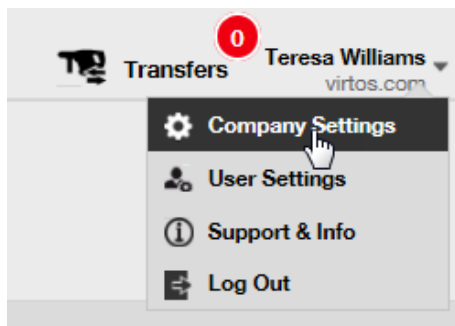 0
Transfers
Teresa Williams
virtos.com
Company Settings
User Settings
Support & Info
Log Out